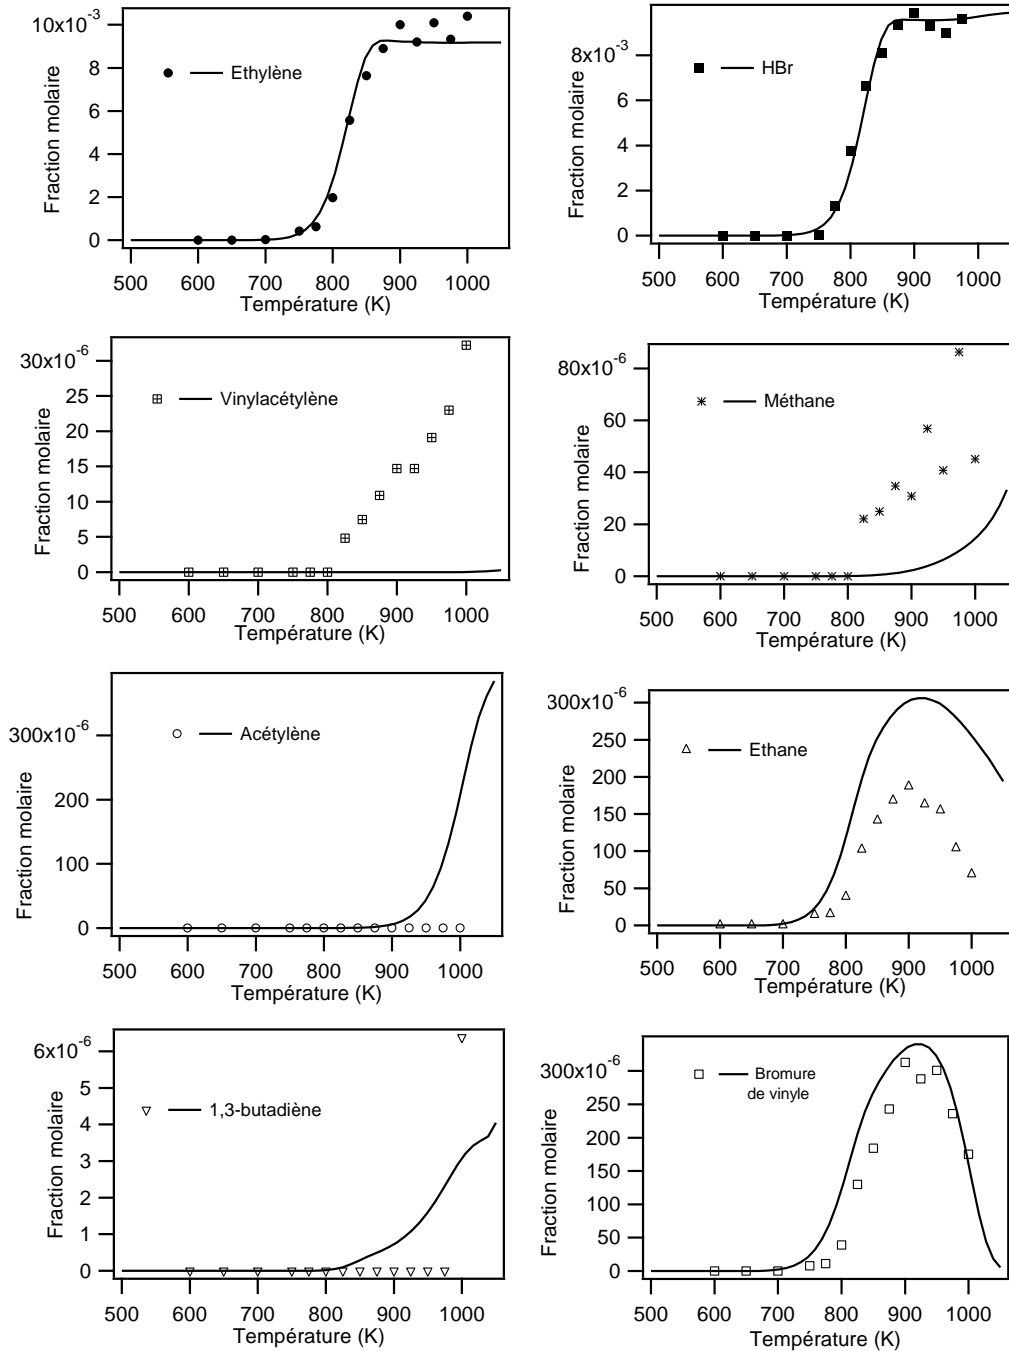 10x10-3
8
6
4
2
0
Fraction molaire
Ethylène
500 600 700 800 900 1000
Température (K)
8x10-3
6
4
2
0
Fraction molaire
HBr
500 600 700 800 900 1000
Température (K)
30x10-6
25
20
15
10
5
0
Fraction molaire
Vinylacétylène
500 600 700 800 900 1000
Température (K)
80x10-6
60
40
20
0
Fraction molaire
Méthane
500 600 700 800 900 1000
Température (K)
300x10-6
200
100
0
Fraction molaire
Acétylène
500 600 700 800 900 1000
Température (K)
300x10-6
250
200
150
100
50
0
Fraction molaire
Ethane
500 600 700 800 900 1000
Température (K)
6x10-6
4
3
2
1
0
Fraction molaire
1,3-butadiène
500 600 700 800 900 1000
Température (K)
300x10-6
250
200
150
100
50
0
Fraction molaire
Bromure
de vinyle
500 600 700 800 900 1000
Température (K)